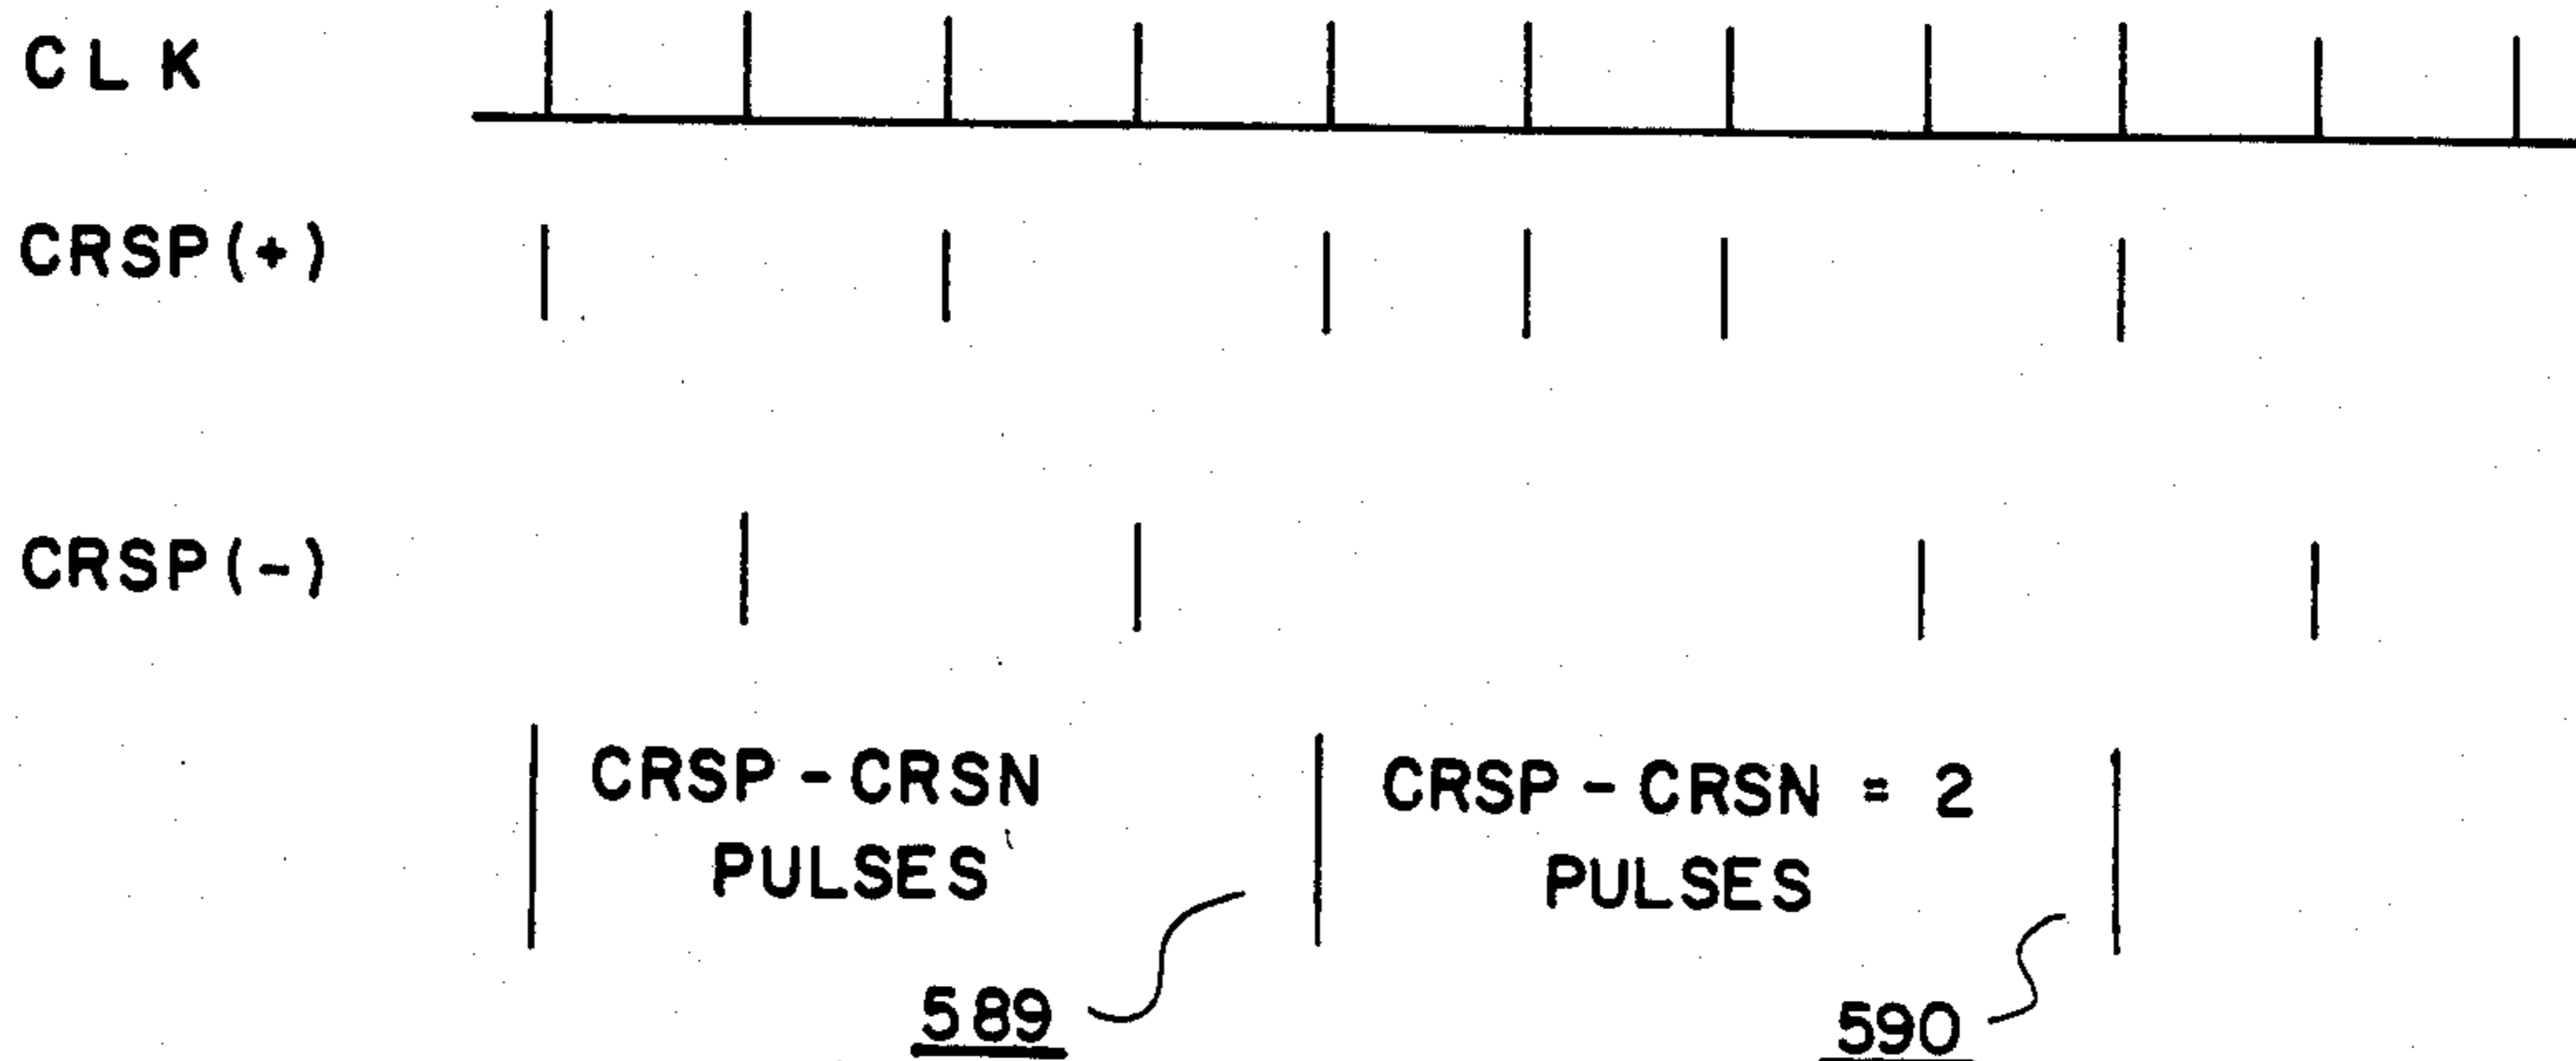 CLK
CRSP(+)
CRSP(-)
CRSP - CRSN
PULSES
CRSP - CRSN = 2
PULSES
589
590